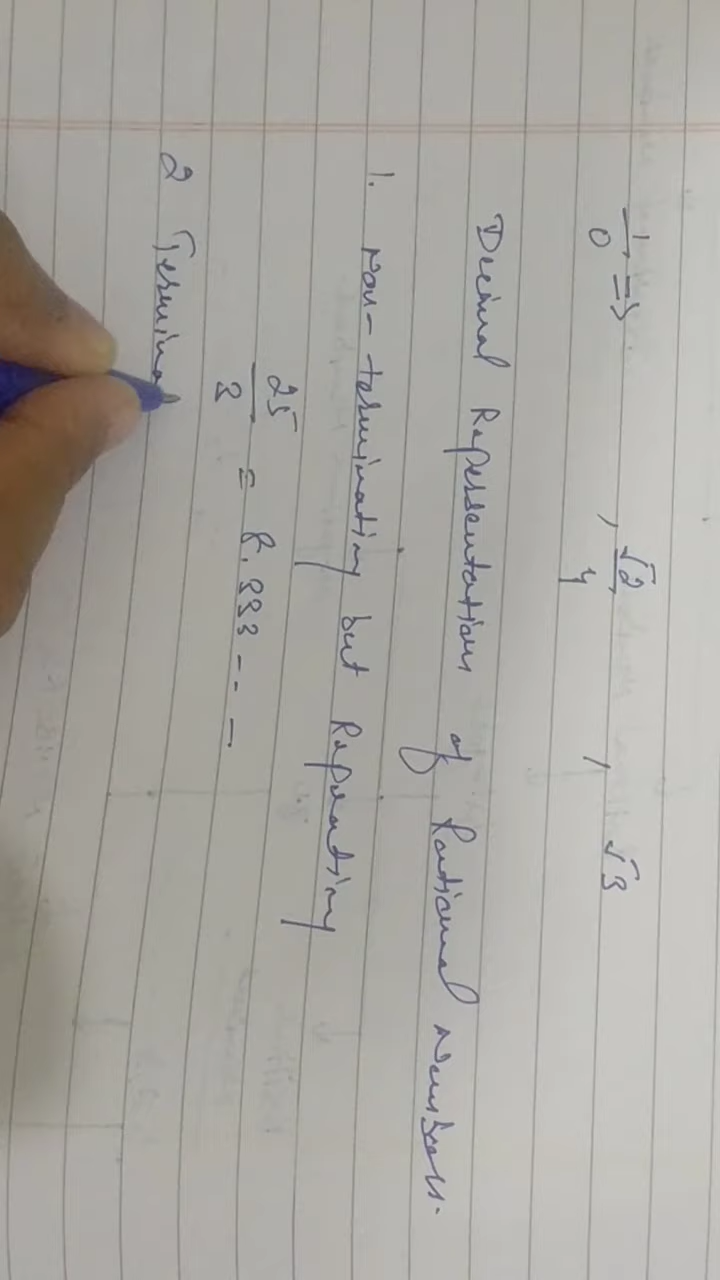 1/0 ⇒ , √2/4 , √3
Decimal Representation of Rational Numbers.
1. Non-terminating but Repeating
25/3 = 8.333---
2 Termina